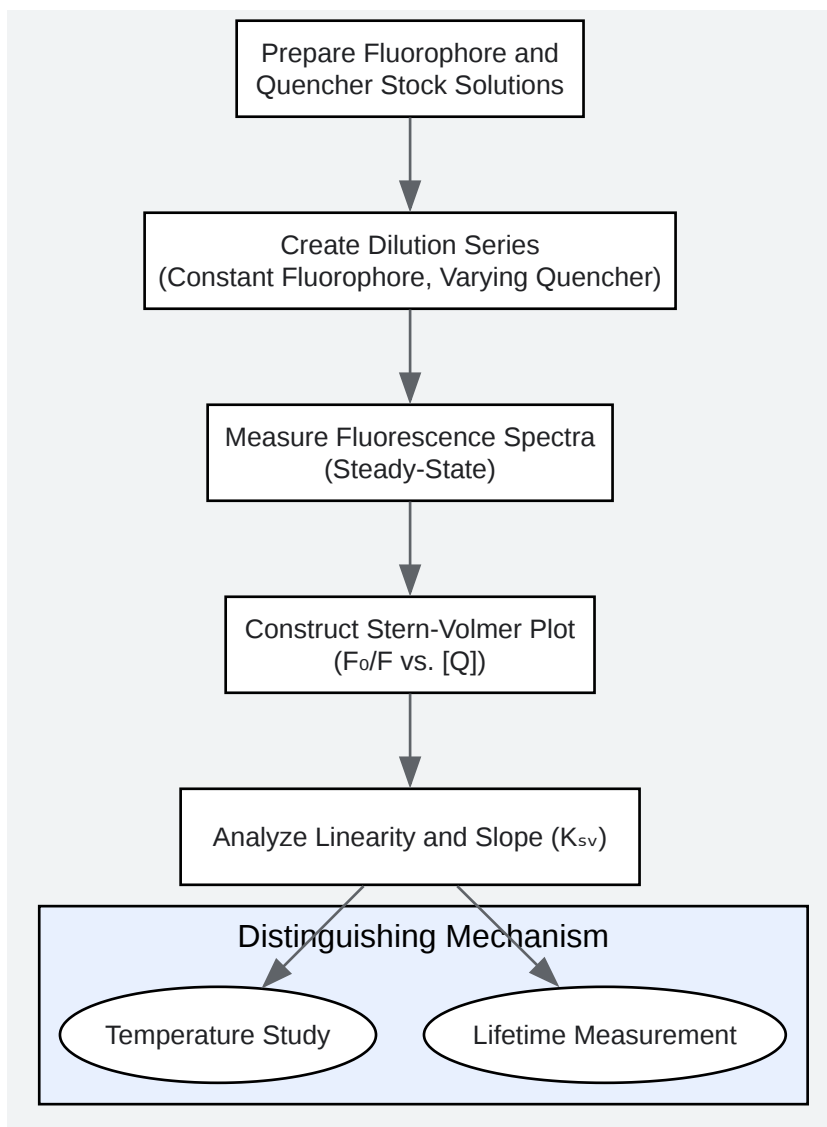 Prepare Fluorophore and
Quencher Stock Solutions
Create Dilution Series
(Constant Fluorophore, Varying Quencher)
Measure Fluorescence Spectra
(Steady-State)
Construct Stern-Volmer Plot
(F₀/F vs. [Q])
Analyze Linearity and Slope (Kₛᵥ)
Distinguishing Mechanism
Temperature Study
Lifetime Measurement